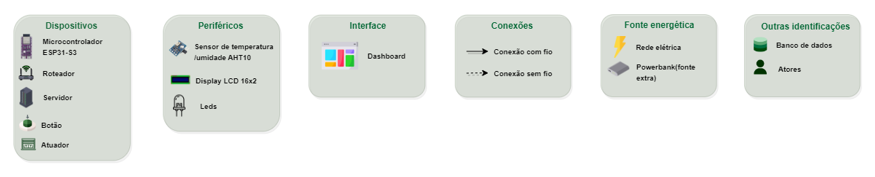 Dispositivos
Microcontrolador
ESP31-S3
Roteador
Servidor
Botão
Atuador
Periféricos
Sensor de temperatura
/umidade AHT10
Display LCD 16x2
Leds
Interface
Dashboard
Conexões
Conexão com fio
Conexão sem fio
Fonte energética
Rede elétrica
Powerbank(fonte
extra)
Outras identificações
Banco de dados
Atores